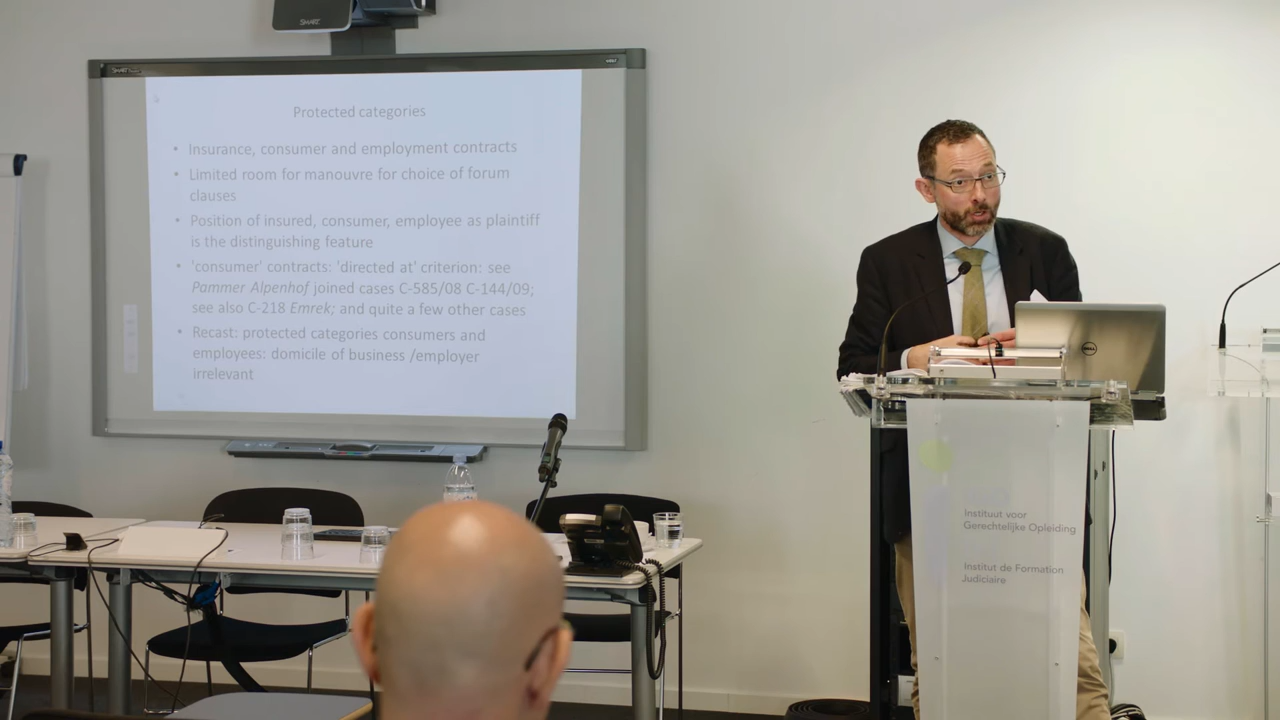 SMART
SMART
Protected categories
• Insurance, consumer and employment contracts
• Limited room for manouvre for choice of forum
clauses
• Position of insured, consumer, employee as plaintiff
is the distinguishing feature
• 'consumer' contracts: 'directed at' criterion: see
Pammer Alpenhof joined cases C-585/08 C-144/09;
see also C-218 Emrek; and quite a few other cases
• Recast: protected categories consumers and
employees: domicile of business /employer
irrelevant
DELL
Instituut voor
Gerechtelijke Opleiding
Institut de Formation
Judiciaire